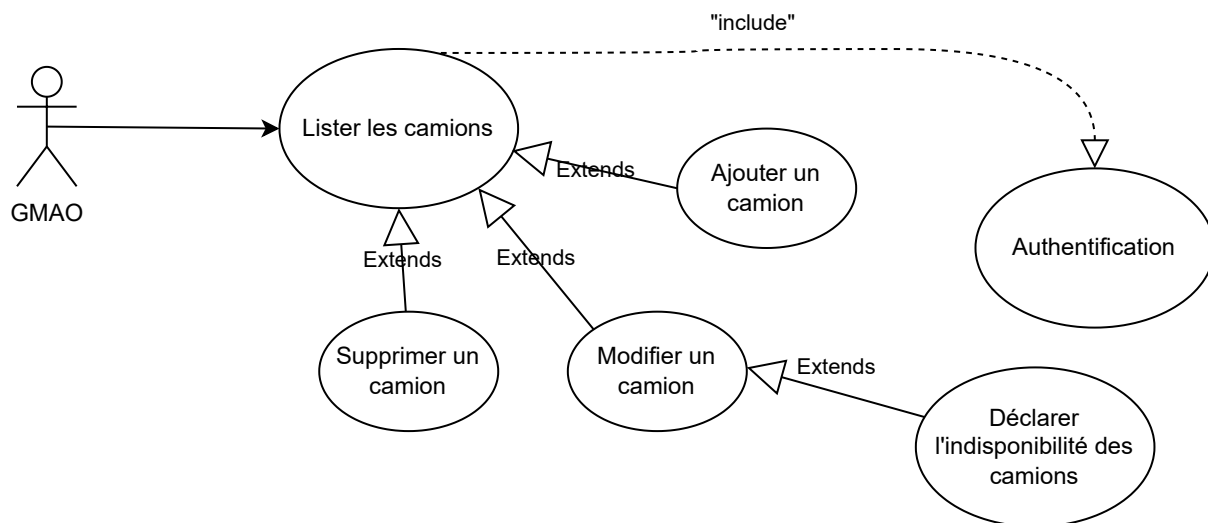 "include"
Lister les camions
GMAO
Extends
Ajouter un
camion
Authentification
Extends
Extends
Supprimer un
camion
Modifier un
camion
Extends
Déclarer
l'indisponibilité des
camions